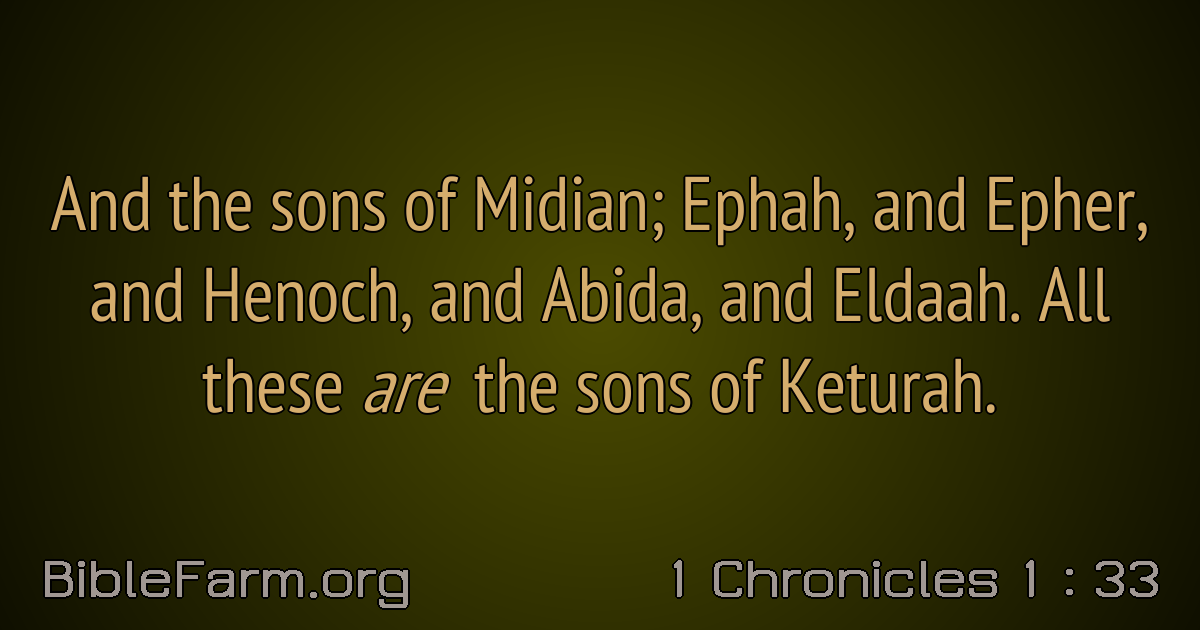 And the sons of Midian; Ephah, and Epher,
and Henoch, and Abida, and Eldaah. All
these are the sons of Keturah.
BibleFarm.org
1 Chronicles 1 : 33